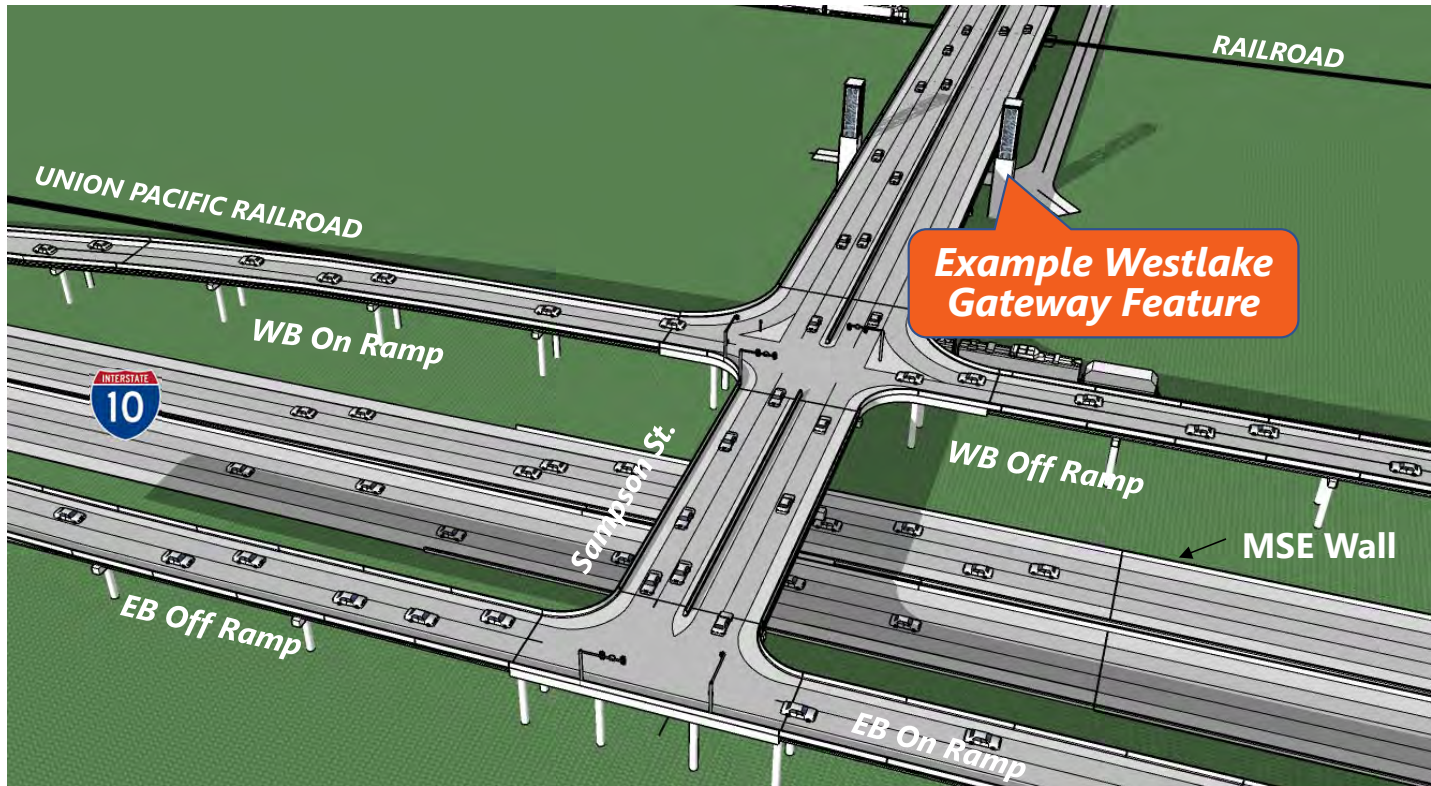 RAILROAD
UNION PACIFIC RAILROAD
Example Westlake
Gateway Feature
WB On Ramp
INTERSTATE
10
Sampson St.
WB Off Ramp
MSE Wall
EB Off Ramp
EB On Ramp